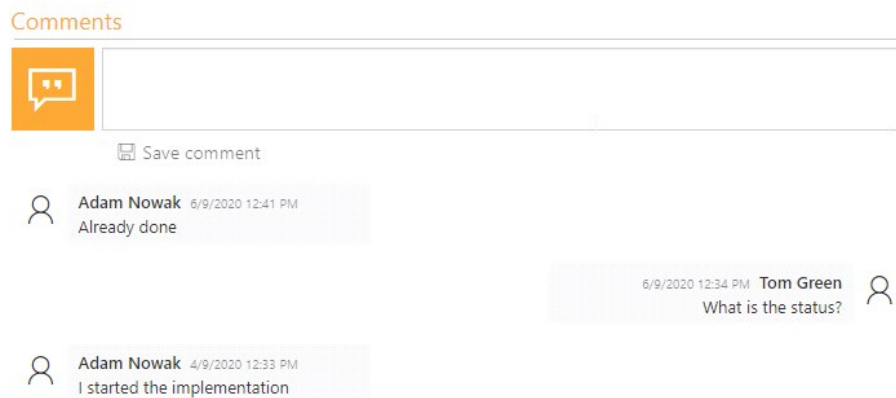 Comments
Save comment
Adam Nowak 6/9/2020 12:41 PM
Already done
6/9/2020 12:34 PM Tom Green
What is the status?
Adam Nowak 4/9/2020 12:33 PM
I started the implementation